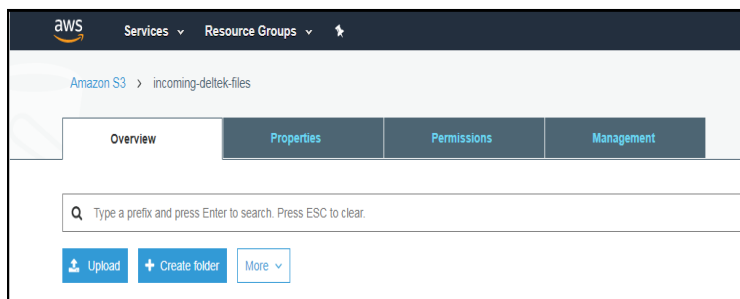 aws Services Resource Groups
Amazon S3 > incoming-deltek-files
Overview Properties Permissions Management
Type a prefix and press Enter to search. Press ESC to clear.
Upload + Create folder More